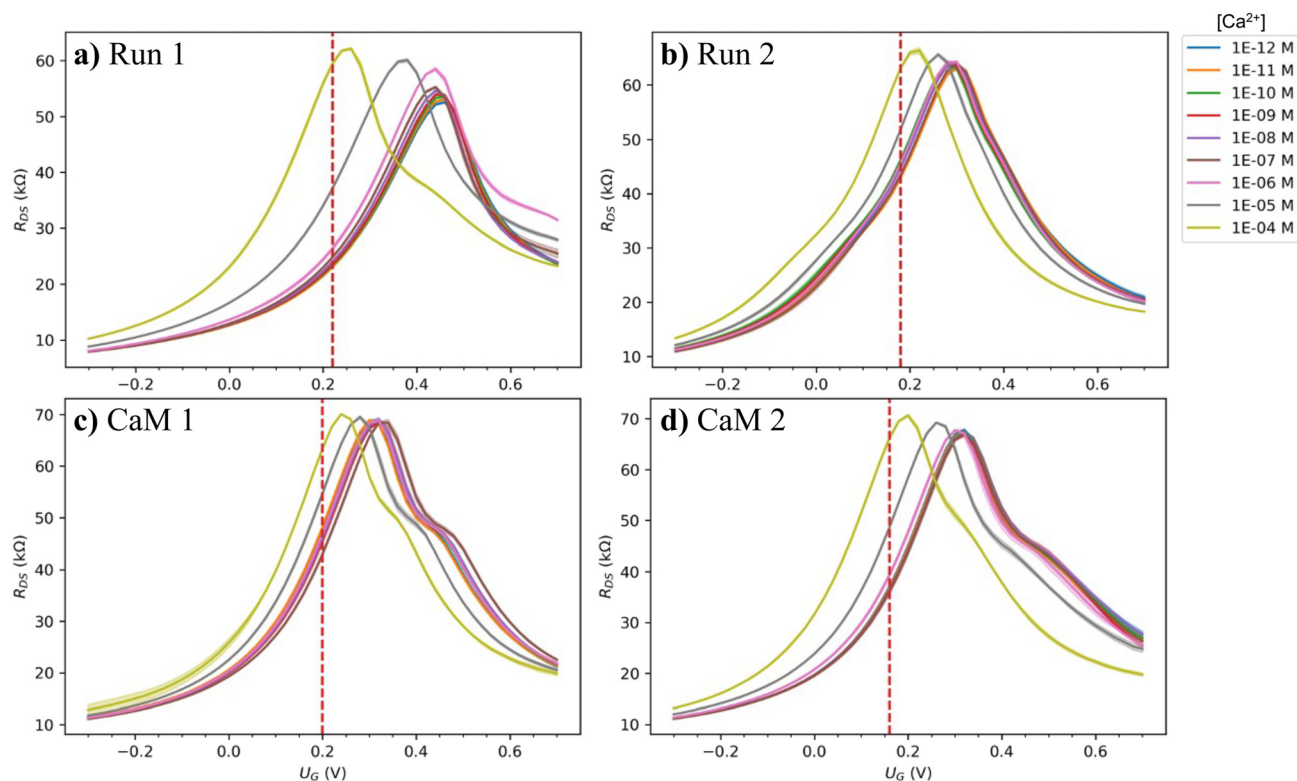 a) Run 1
60
50
40
30
20
10
R_DS (kΩ)
−0.2 0.0 0.2 0.4 0.6
b) Run 2
60
50
40
30
20
10
R_DS (kΩ)
−0.2 0.0 0.2 0.4 0.6
[Ca²⁺]
1E-12 M
1E-11 M
1E-10 M
1E-09 M
1E-08 M
1E-07 M
1E-06 M
1E-05 M
1E-04 M
c) CaM 1
70
60
50
40
30
20
10
R_DS (kΩ)
−0.2 0.0 0.2 0.4 0.6
U_G (V)
d) CaM 2
70
60
50
40
30
20
10
R_DS (kΩ)
−0.2 0.0 0.2 0.4 0.6
U_G (V)